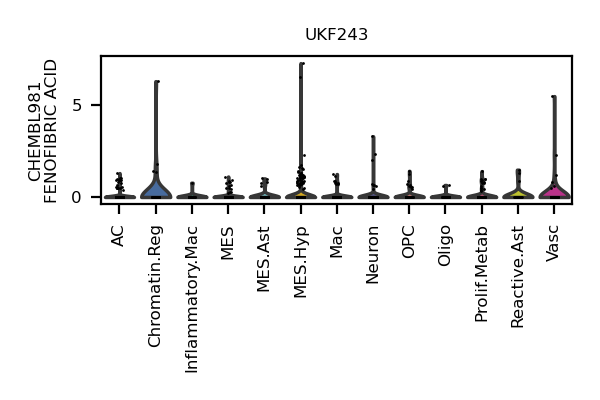 UKF243
CHEMBL981
FENOFIBRIC ACID
5
0
AC
Chromatin.Reg
Inflammatory.Mac
MES
MES.Ast
MES.Hyp
Mac
Neuron
OPC
Oligo
Prolif.Metab
Reactive.Ast
Vasc